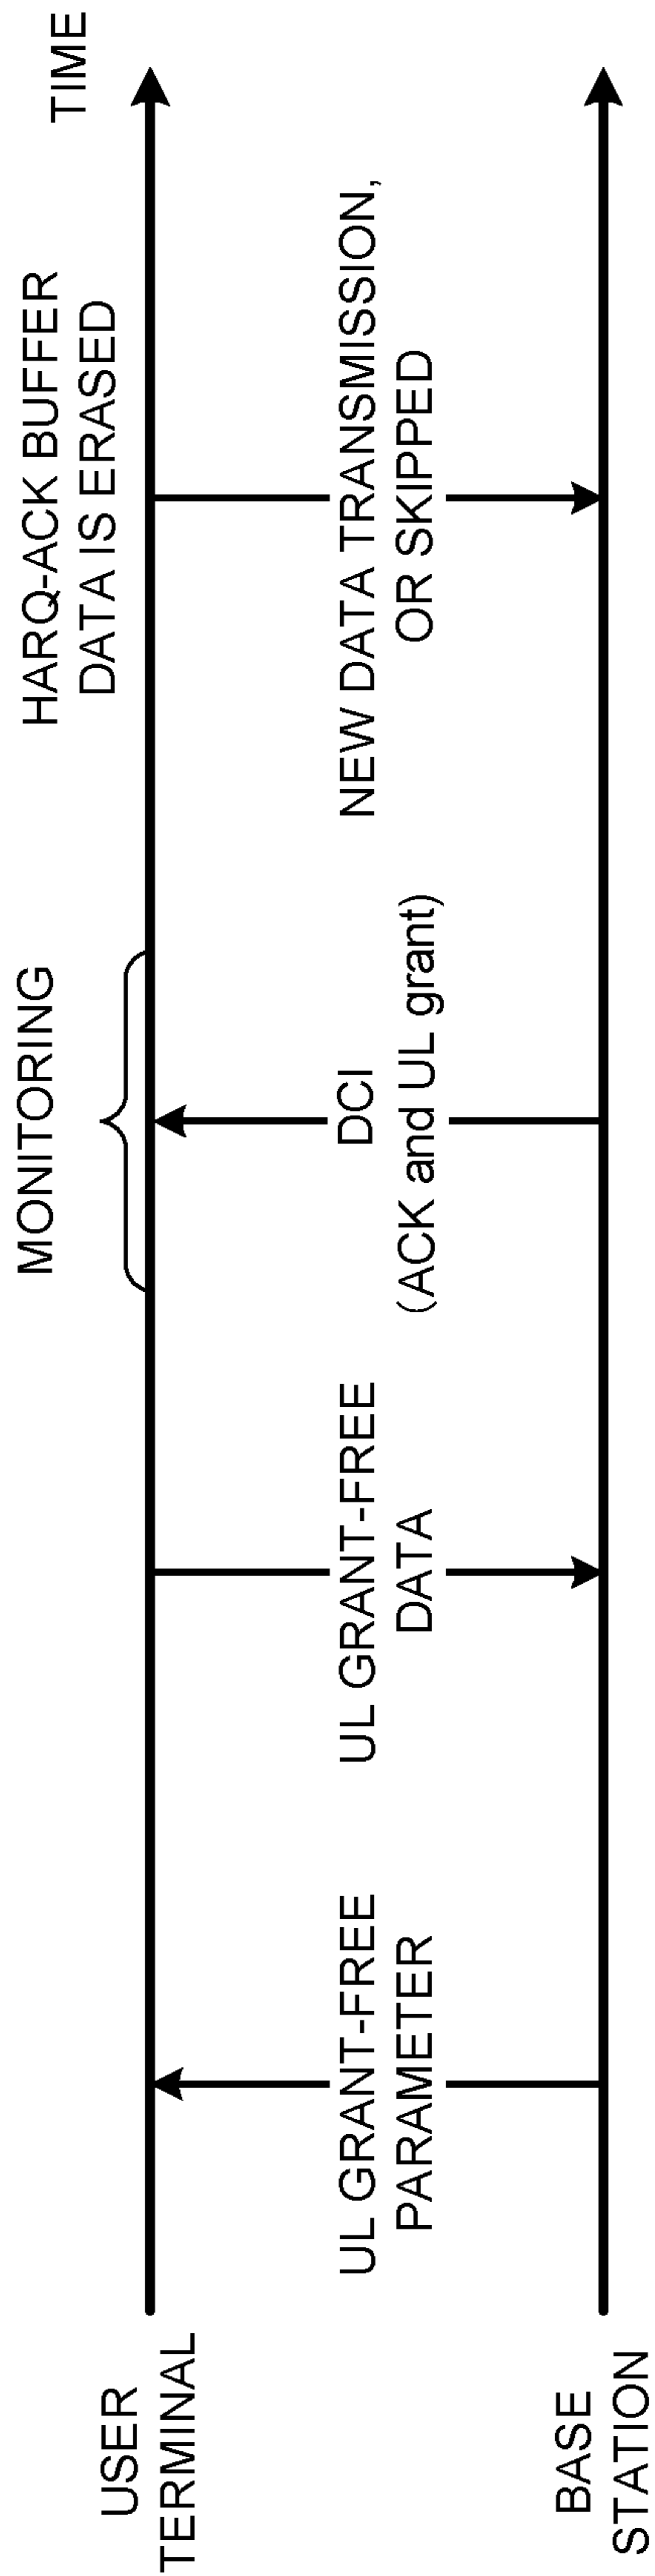 USER
TERMINAL
BASE
STATION
UL GRANT-FREE
PARAMETER
UL GRANT-FREE
DATA
MONITORING
DCI
(ACK and UL grant)
HARQ-ACK BUFFER
DATA IS ERASED
NEW DATA TRANSMISSION,
OR SKIPPED
TIME